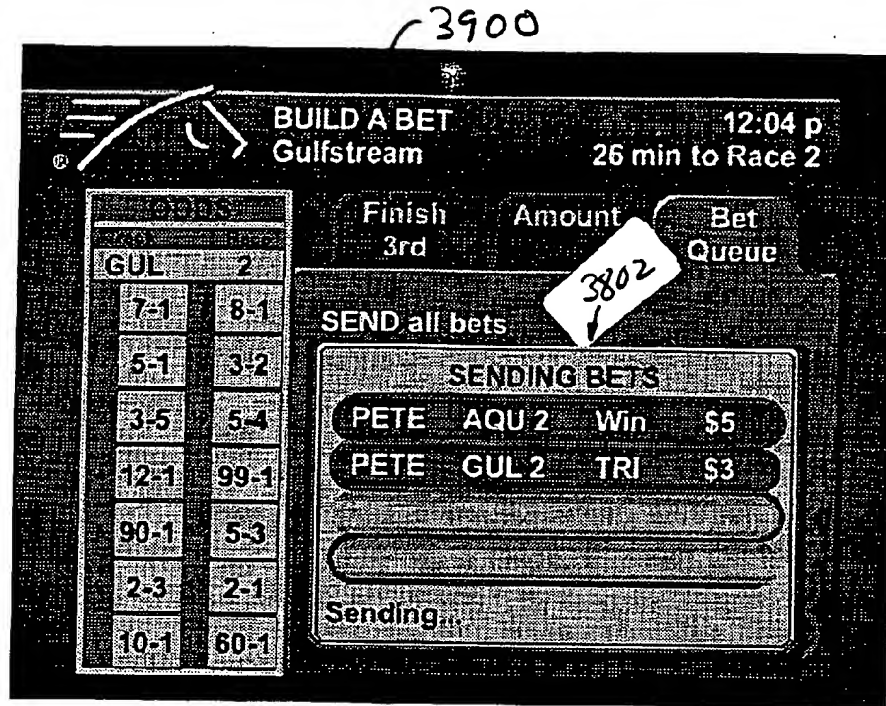 3900
BUILD A BET
Gulfstream
12:04 p
26 min to Race 2
®
ODDS
GUL 2
7-1 8-1
5-1 3-2
3-5 5-4
12-1 99-1
90-1 5-3
2-3 2-1
10-1 60-1
Finish
3rd
Amount
Bet
Queue
3802
SEND all bets
SENDING BETS
PETE AQU 2 Win $5
PETE GUL 2 TRI $3
Sending...